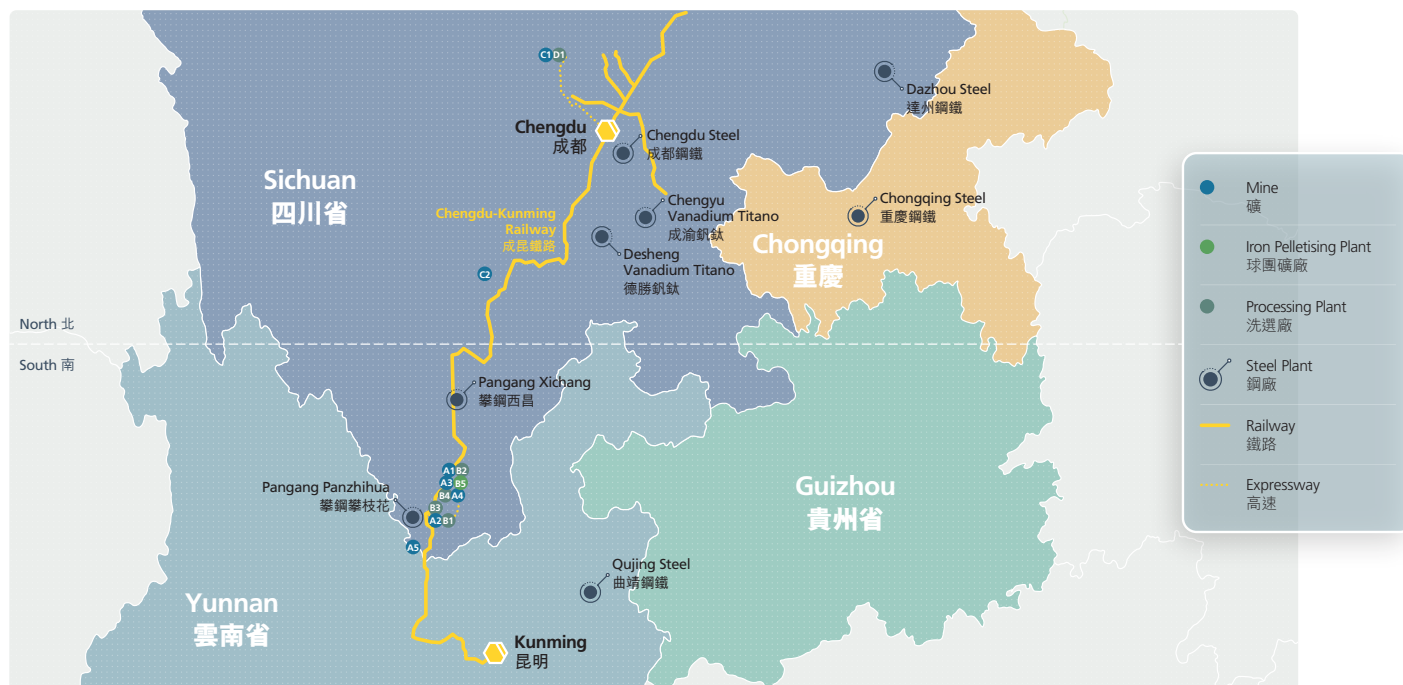 C1 D1
Dazhou Steel
達州鋼鐵
Chengdu
成都
Chengdu Steel
成都鋼鐵
Sichuan
四川省
Chengyu
Vanadium Titano
成渝釩鈦
Chongqing Steel
重慶鋼鐵
Chengdu-Kunming
Railway
成昆鐵路
Desheng
Vanadium Titano
德勝釩鈦
Chongqing
重慶
C2
North 北
South 南
Pangang Xichang
攀鋼西昌
A1 B2
A3 B5
B4 A4
B3
A2 B1
Pangang Panzhihua
攀鋼攀枝花
A5
Guizhou
貴州省
Qujing Steel
曲靖鋼鐵
Yunnan
雲南省
Kunming
昆明
Mine
礦
Iron Pelletising Plant
球團礦廠
Processing Plant
洗選廠
Steel Plant
鋼廠
Railway
鐵路
Expressway
高速